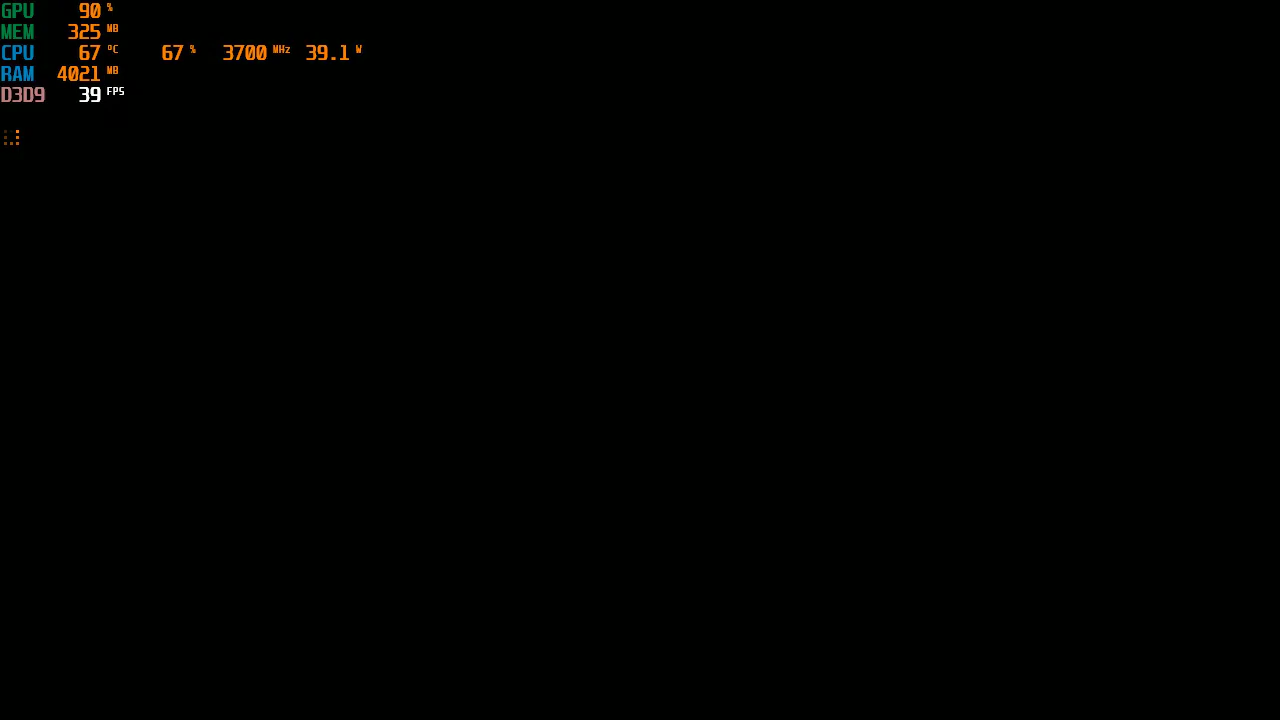 GPU 90 %
MEM 325 MB
CPU 67 °C 67 % 3700 MHz 39.1 W
RAM 4021 MB
D3D9 39 FPS